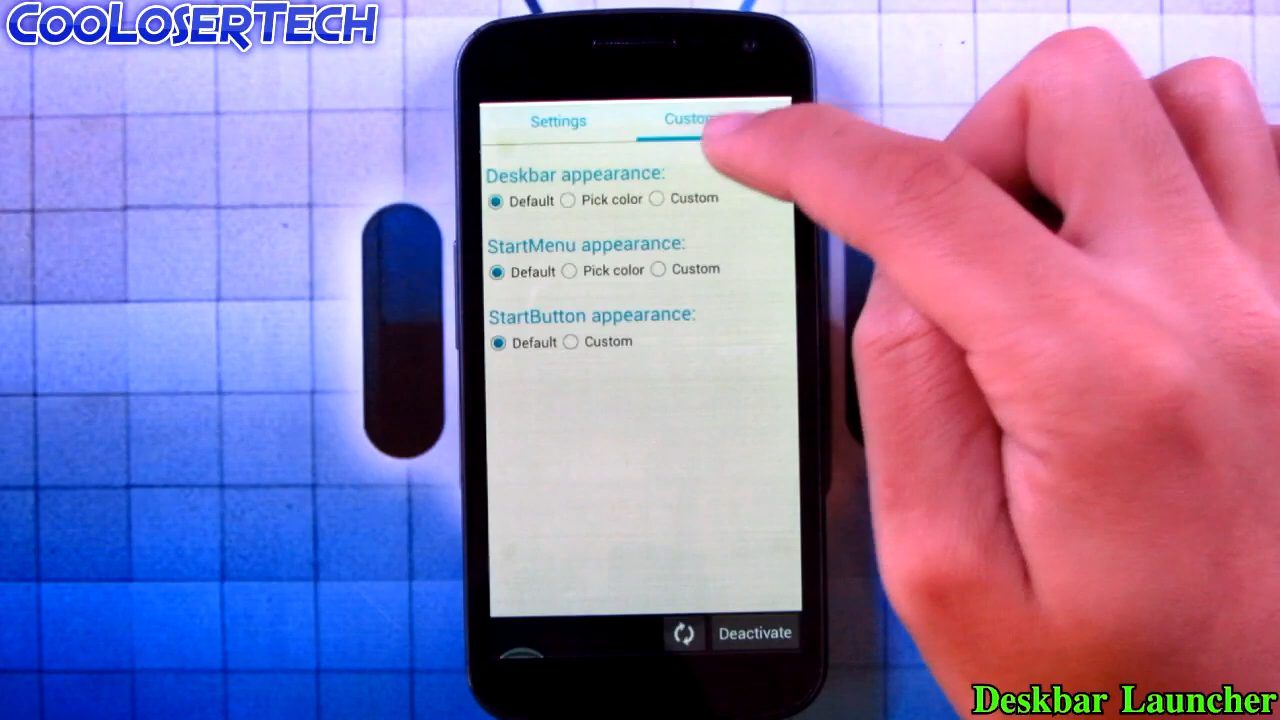 CooLoserTech
Settings
Deskbar appearance:
Default Pick color Custom
StartMenu appearance:
Default Pick color Custom
StartButton appearance:
Default Custom
Deactivate
Deskbar Launcher